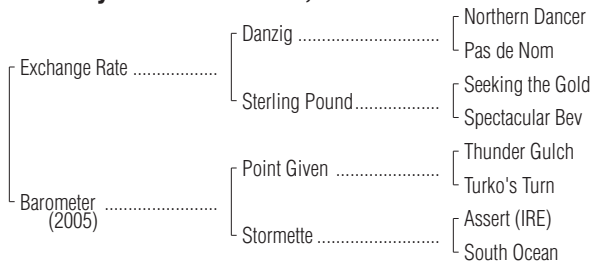 Northern Dancer
Danzig ..............................
Pas de Nom
Exchange Rate ..................
Seeking the Gold
Sterling Pound..................
Spectacular Bev
Thunder Gulch
Point Given ......................
Turko's Turn
Barometer ........................
(2005)
Assert (IRE)
Stormette..........................
South Ocean